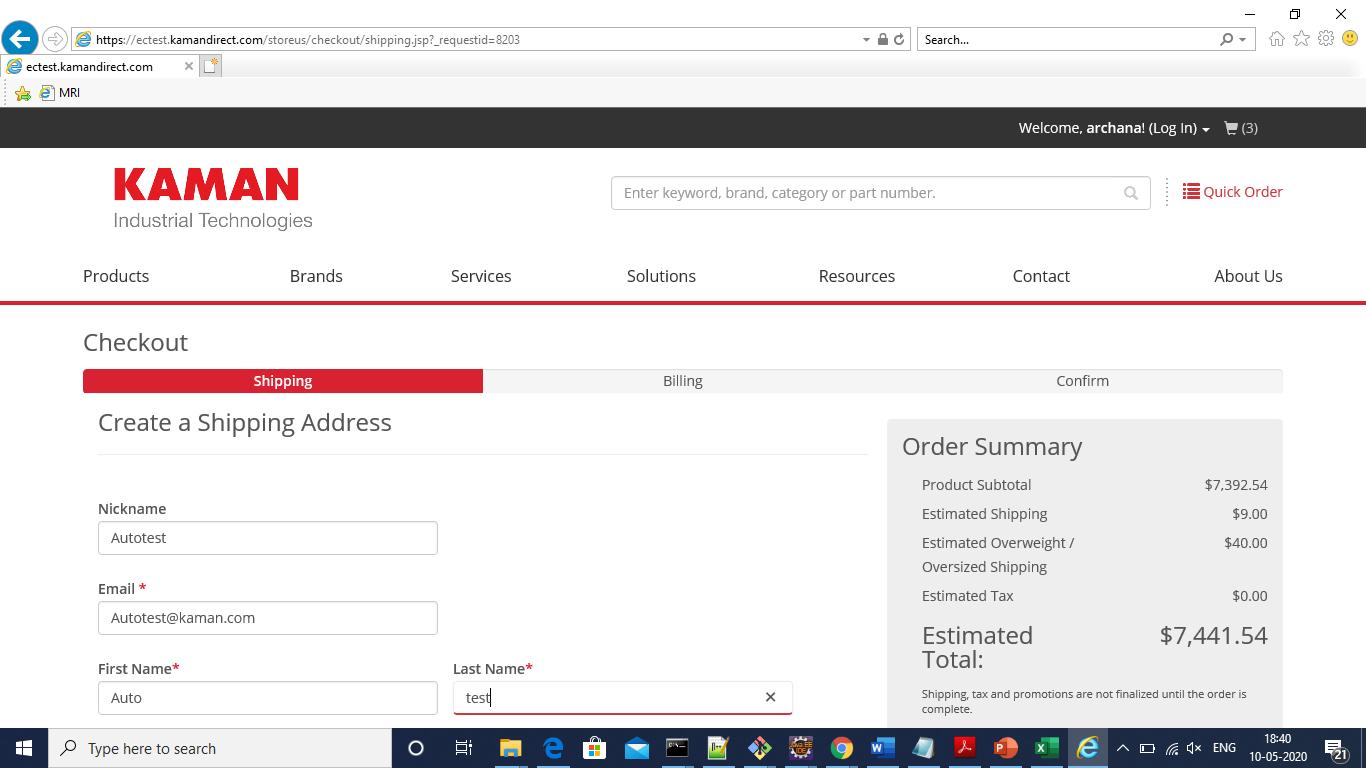 https://ectest.kamandirect.com/storeus/checkout/shipping.jsp?_requestid=8203
Search...
ectest.kamandirect.com
MRI
Welcome, archana! (Log In) (3)
KAMAN
Industrial Technologies
Enter keyword, brand, category or part number.
Quick Order
Products Brands Services Solutions Resources Contact About Us
Checkout
Shipping Billing Confirm
Create a Shipping Address
Nickname
Autotest
Email *
Autotest@kaman.com
First Name* Last Name*
Auto test
Order Summary
Product Subtotal $7,392.54
Estimated Shipping $9.00
Estimated Overweight / $40.00
Oversized Shipping
Estimated Tax $0.00
Estimated $7,441.54
Total:
Shipping, tax and promotions are not finalized until the order is
complete.
Type here to search
ENG
18:40
10-05-2020
21